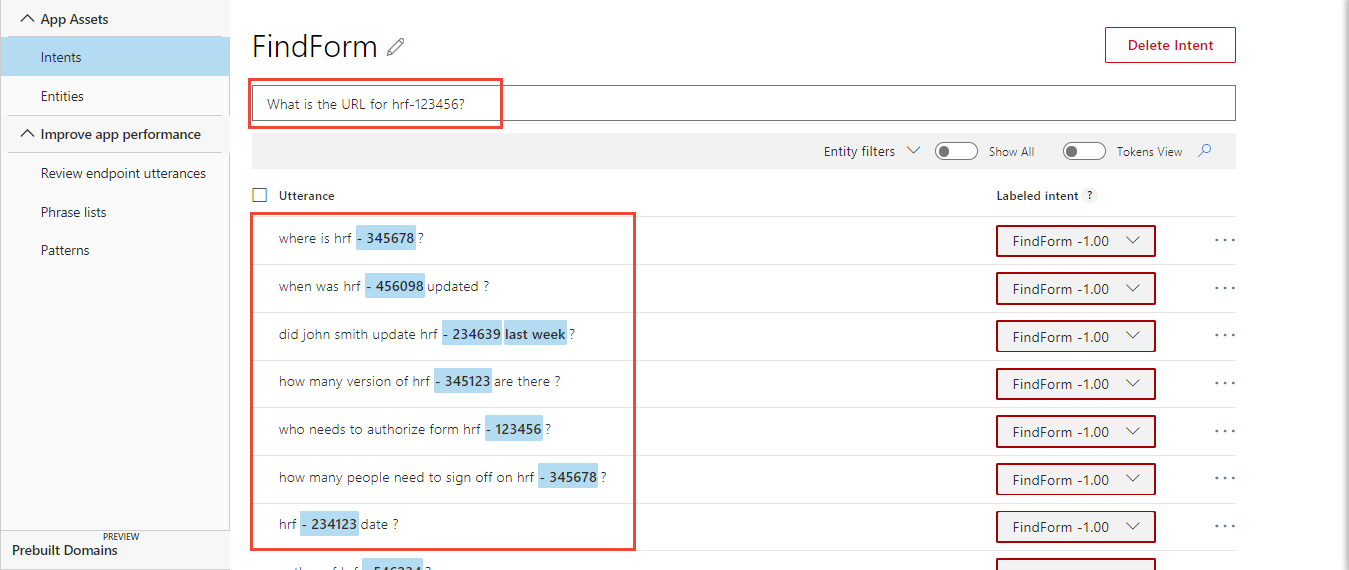 App Assets
Intents
Entities
Improve app performance
Review endpoint utterances
Phrase lists
Patterns
PREVIEW
Prebuilt Domains
FindForm
Delete Intent
What is the URL for hrf-123456?
Entity filters Show All Tokens View
Utterance Labeled intent ?
where is hrf - 345678 ? FindForm -1.00 ...
when was hrf - 456098 updated ? FindForm -1.00 ...
did john smith update hrf - 234639 last week ? FindForm -1.00 ...
how many version of hrf - 345123 are there ? FindForm -1.00 ...
who needs to authorize form hrf - 123456 ? FindForm -1.00 ...
how many people need to sign off on hrf - 345678 ? FindForm -1.00 ...
hrf - 234123 date ? FindForm -1.00 ...